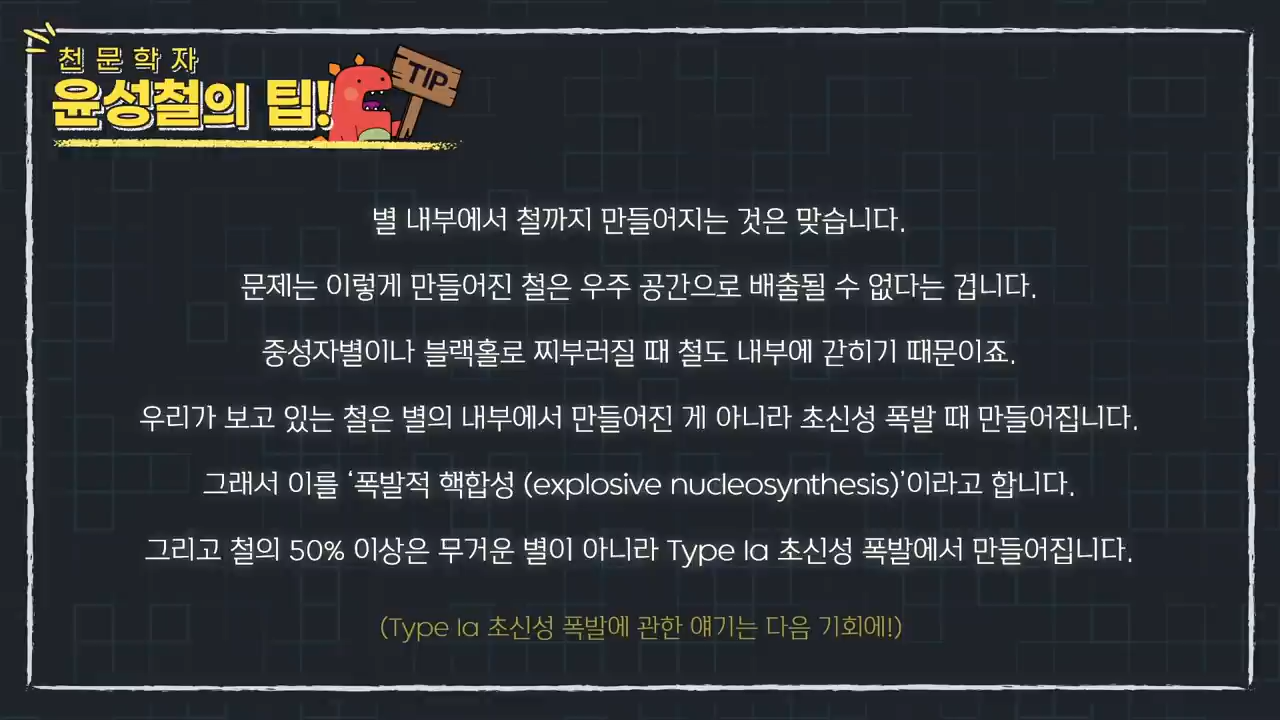 천문학자
윤성철의 팁!
TIP
별 내부에서 철까지 만들어지는 것은 맞습니다.
문제는 이렇게 만들어진 철은 우주 공간으로 배출될 수 없다는 겁니다.
중성자별이나 블랙홀로 찌부러질 때 철도 내부에 갇히기 때문이죠.
우리가 보고 있는 철은 별의 내부에서 만들어진 게 아니라 초신성 폭발 때 만들어집니다.
그래서 이를 ‘폭발적 핵합성 (explosive nucleosynthesis)’이라고 합니다.
그리고 철의 50% 이상은 무거운 별이 아니라 Type Ia 초신성 폭발에서 만들어집니다.
(Type Ia 초신성 폭발에 관한 얘기는 다음 기회에!)